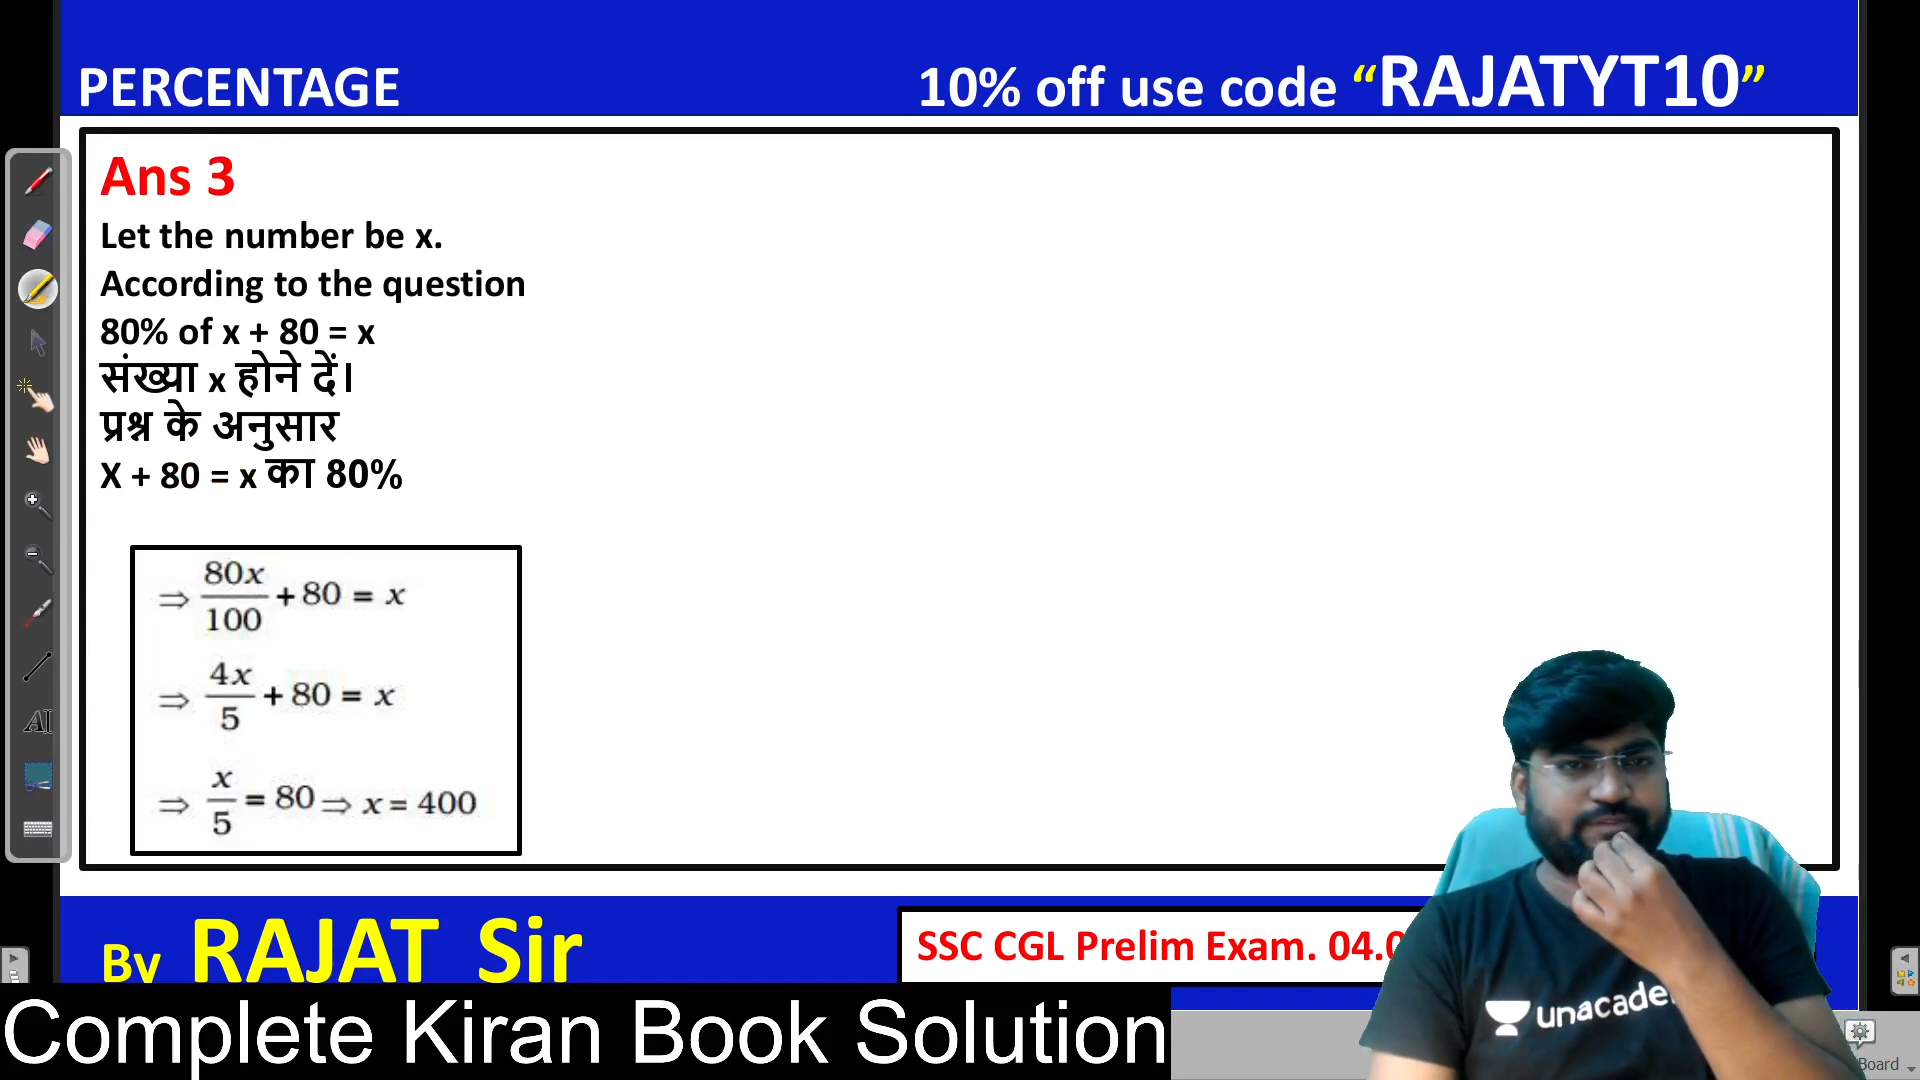 PERCENTAGE
10% off use code “RAJATYT10”
Ans 3
Let the number be x.
According to the question
80% of x + 80 = x
संख्या x होने दें।
प्रश्न के अनुसार
X + 80 = x का 80%
⇒ 80x/100 + 80 = x
⇒ 4x/5 + 80 = x
⇒ x/5 = 80 ⇒ x = 400
By RAJAT Sir
SSC CGL Prelim Exam. 04.0
Complete Kiran Book Solution
unacade
Board